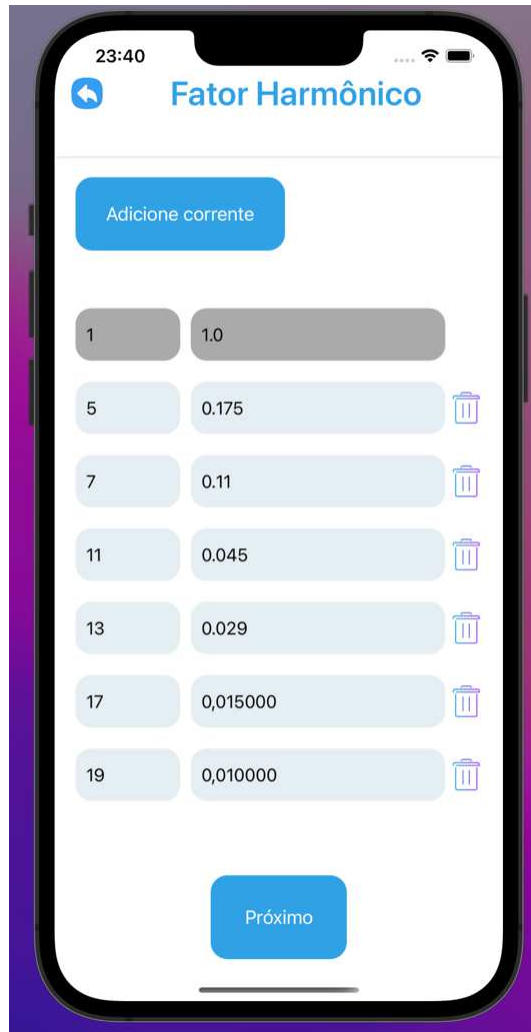 23:40
Fator Harmônico
Adicione corrente
1 1.0
5 0.175
7 0.11
11 0.045
13 0.029
17 0,015000
19 0,010000
Próximo